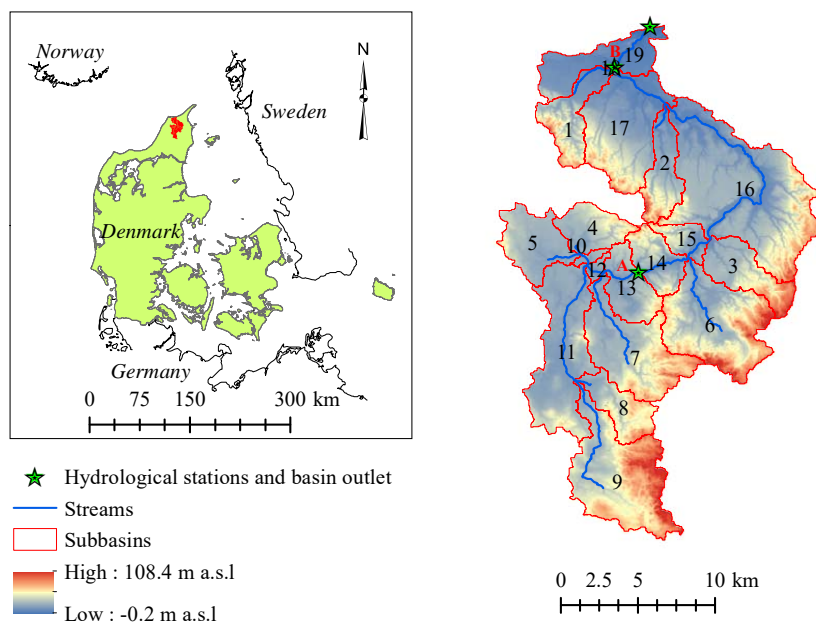 Norway
N
Sweden
Denmark
Germany
0 75 150 300 km
Hydrological stations and basin outlet
Streams
Subbasins
High : 108.4 m a.s.l
Low : -0.2 m a.s.l
B
19
1
17
2
16
4
5
10
15
A
14
3
12
13
6
7
11
8
9
0 2.5 5 10 km